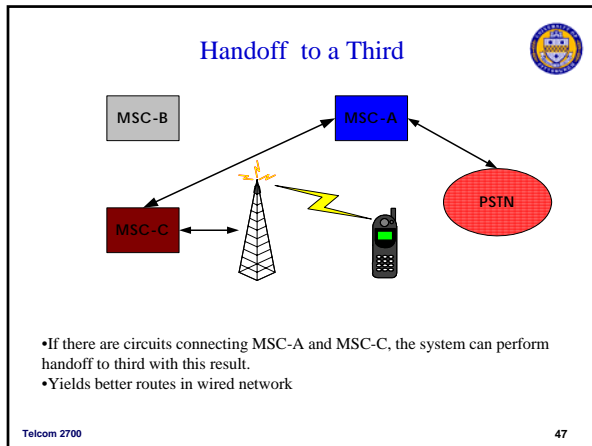 Handoff  to a Third
MSC-B
MSC-A
PSTN
MSC-C
•If there are circuits connecting MSC-A and MSC-C, the system can perform
handoff to third with this result.
•Yields better routes in wired network
Telcom 2700
47